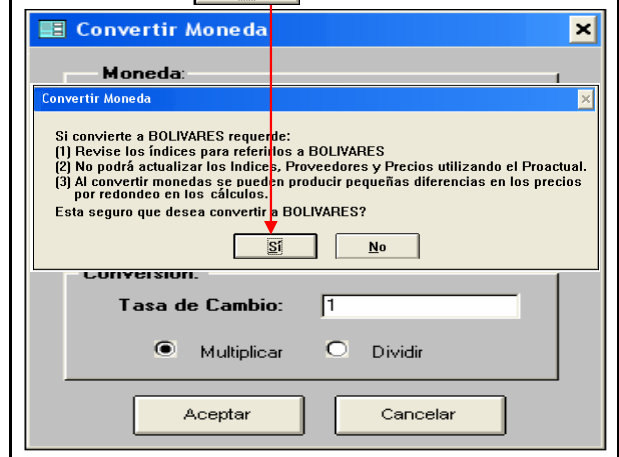 Convertir Moneda
Moneda:
Convertir Moneda
Si convierte a BOLIVARES requerde:
(1) Revise los índices para referirlos a BOLIVARES
(2) No podrá actualizar los Indices, Proveedores y Precios utilizando el Proactual.
(3) Al convertir monedas se pueden producir pequeñas diferencias en los precios
por redondeo en los cálculos.
Esta seguro que desea convertir a BOLIVARES?
Sí No
Conversion:
Tasa de Cambio: 1
Multiplicar Dividir
Aceptar Cancelar